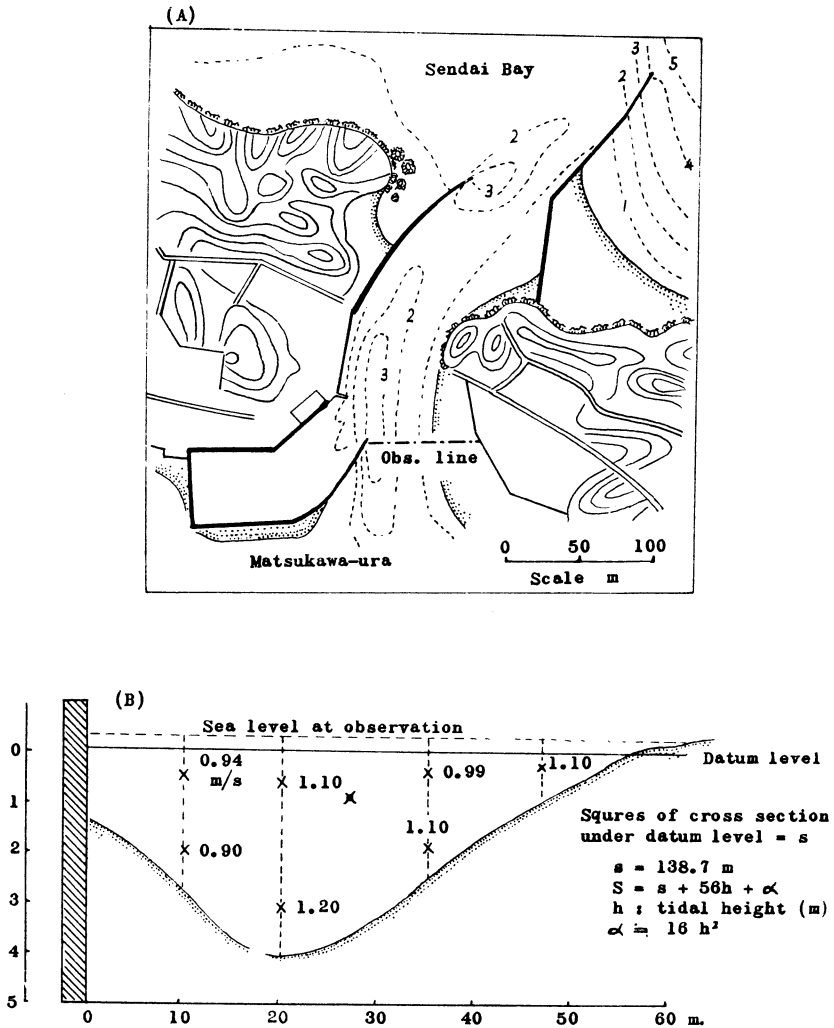 (A)
Sendai Bay
3
5
2
2
3
4
1
2
3
Obs. line
Matsukawa-ura
0 50 100
Scale m
(B)
Sea level at observation
0
Datum level
0.94
m/s
1.10
0.99
1.10
1
1.10
Squres of cross section
under datum level = s
2
0.90
s = 138.7 m
S = s + 56h + α
3
1.20
h : tidal height (m)
α ≒ 16 h²
4
5
0 10 20 30 40 50 60 m.